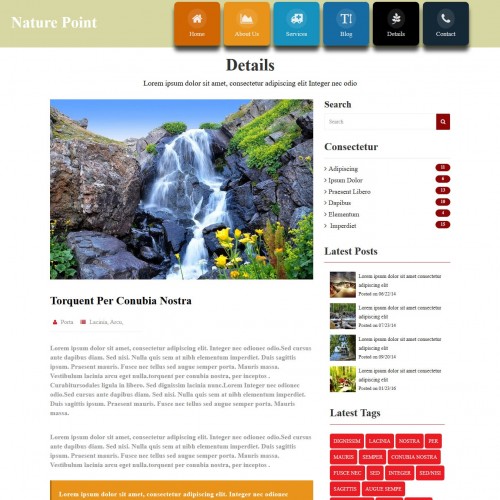 Nature Point
Home
About Us
Services
Blog
Details
Contact
Details
Lorem ipsum dolor sit amet, consectetur adipiscing elit Integer nec odio
Torquent Per Conubia Nostra
Porta
Lacinia, Arcu,
Lorem ipsum dolor sit amet, consectetur adipiscing elit. Integer nec odionec odio.Sed cursus
ante dapibus diam. Sed nisi. Nulla quis sem at nibh elementum imperdiet. Duis sagittis
ipsum. Praesent mauris. Fusce nec tellus sed augue semper porta. Mauris massa.
Vestibulum lacinia arcu eget nulla.torquent per conubia nostra, per inceptos .
Curabitursodales ligula in libero. Sed dignissim lacinia nunc.Lorem Integer nec odionec
odio.Sed cursus ante dapibus diam. Sed nisi. Nulla quis sem at nibh elementum imperdiet.
Duis sagittis ipsum. Praesent mauris. Fusce nec tellus sed augue semper porta. Mauris
massa.
Lorem ipsum dolor sit amet, consectetur adipiscing elit. Integer nec odionec odio.Sed cursus
ante dapibus diam. Sed nisi. Nulla quis sem at nibh elementum imperdiet. Duis sagittis
ipsum. Praesent mauris. Fusce nec tellus sed augue semper porta. Mauris massa.
Vestibulum lacinia arcu eget nulla.torquent per conubia nostra, per inceptos .
Lorem ipsum dolor sit amet, consectetur adipiscing elit. Integer nec odionec
Search
Search
Consectetur
Adipiscing 11
Ipsum Dolor 6
Praesent Libero 13
Dapibus 18
Elementum 4
Imperdiet 15
Latest Posts
Lorem ipsum dolor sit amet consectetur
adipiscing elit
Posted on 06/22/14
Lorem ipsum dolor sit amet consectetur
adipiscing elit
Posted on 07/23/14
Lorem ipsum dolor sit amet consectetur
adipiscing elit
Posted on 09/20/14
Lorem ipsum dolor sit amet consectetur
adipiscing elit
Posted on 01/23/16
Latest Tags
DIGNISSIM LACINIA NOSTRA PER
MAURIS SEMPER CONUBIA NOSTRA
FUSCE NEC SED INTEGER SED/NISI
SAGITTIS AUGUE SEMPE